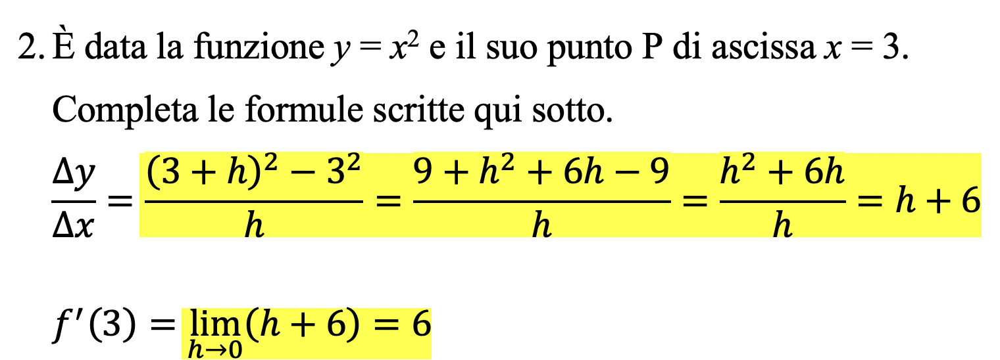 2. È data la funzione y = x² e il suo punto P di ascissa x = 3.
Completa le formule scritte qui sotto.
Δy/Δx = ((3 + h)² − 3²)/h = (9 + h² + 6h − 9)/h = (h² + 6h)/h = h + 6
f′(3) = lim h→0 (h + 6) = 6